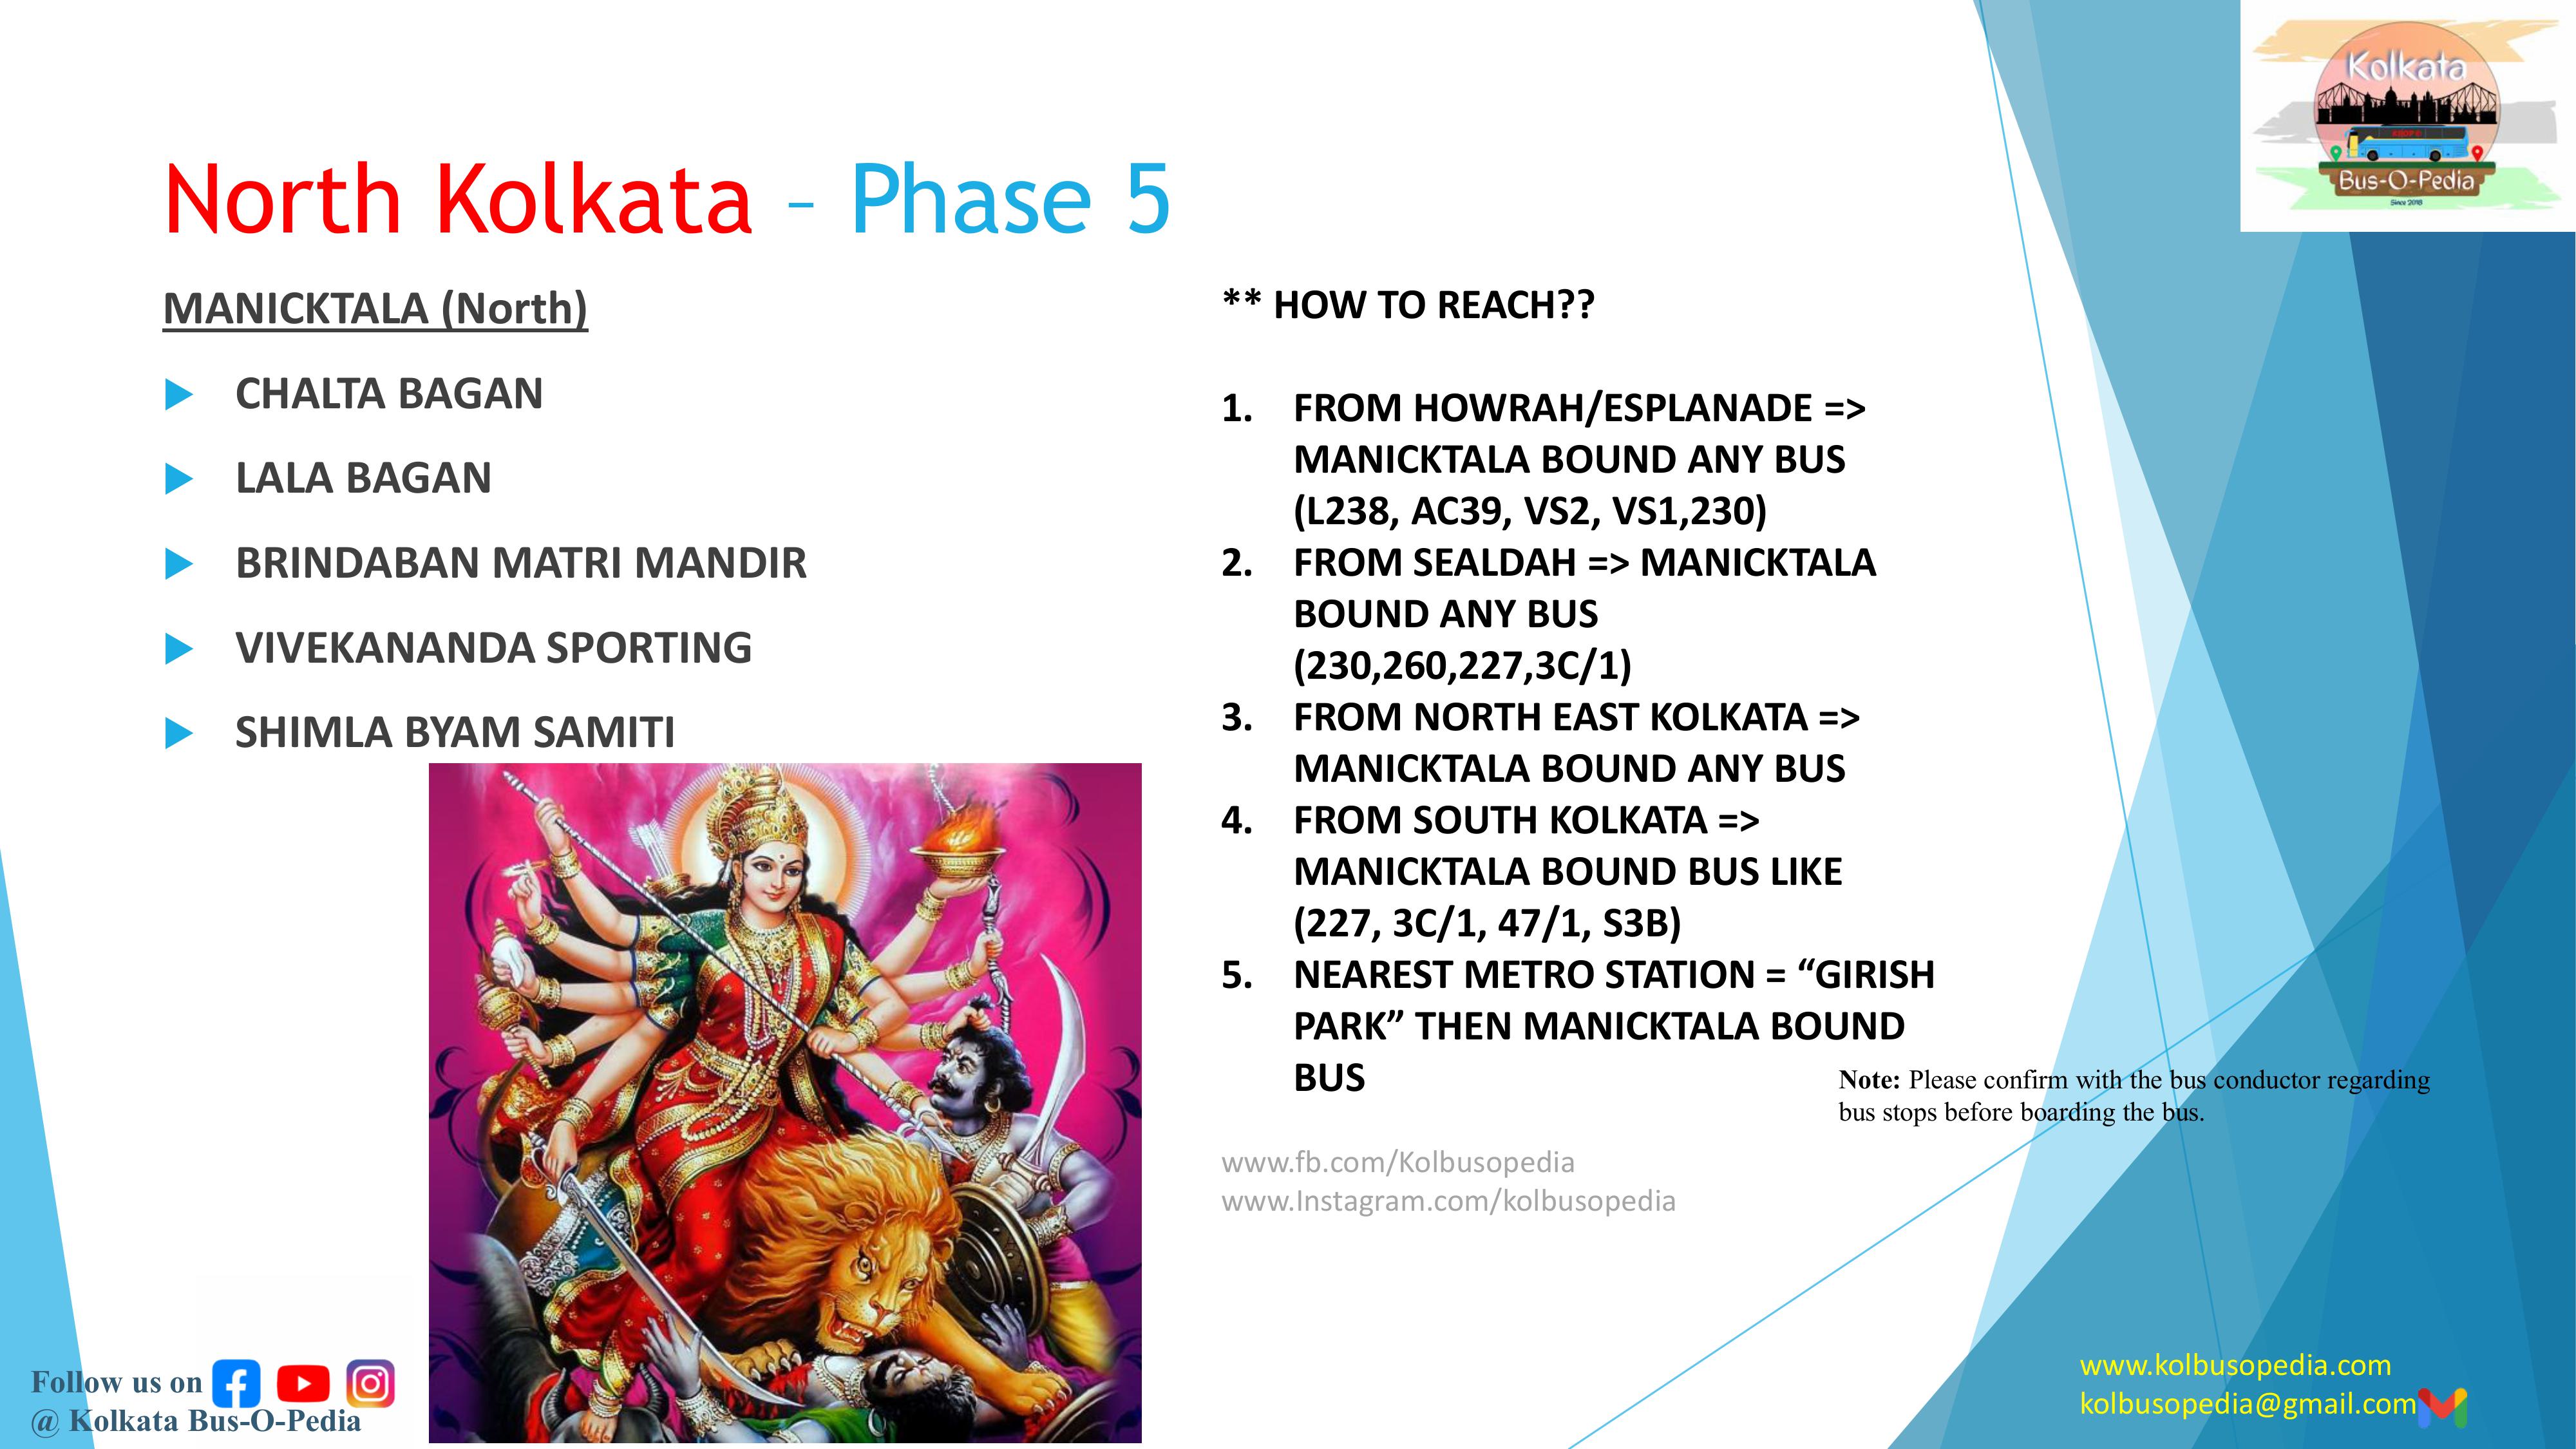 Kolkata
Bus-O-Pedia
Since 2018
North Kolkata – Phase 5
MANICKTALA (North)
CHALTA BAGAN
LALA BAGAN
BRINDABAN MATRI MANDIR
VIVEKANANDA SPORTING
SHIMLA BYAM SAMITI
** HOW TO REACH??
1. FROM HOWRAH/ESPLANADE =>
MANICKTALA BOUND ANY BUS
(L238, AC39, VS2, VS1,230)
2. FROM SEALDAH => MANICKTALA
BOUND ANY BUS
(230,260,227,3C/1)
3. FROM NORTH EAST KOLKATA =>
MANICKTALA BOUND ANY BUS
4. FROM SOUTH KOLKATA =>
MANICKTALA BOUND BUS LIKE
(227, 3C/1, 47/1, S3B)
5. NEAREST METRO STATION = “GIRISH
PARK” THEN MANICKTALA BOUND
BUS
Note: Please confirm with the bus conductor regarding
bus stops before boarding the bus.
www.fb.com/Kolbusopedia
www.Instagram.com/kolbusopedia
Follow us on
@ Kolkata Bus-O-Pedia
www.kolbusopedia.com
kolbusopedia@gmail.com